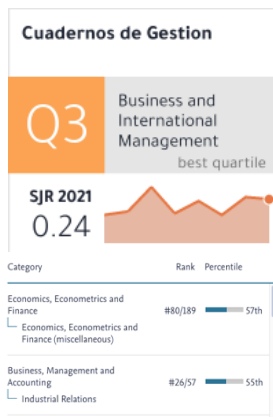 Cuadernos de Gestion
Q3
Business and
International
Management
best quartile
SJR 2021
0.24
Category Rank Percentile
Economics, Econometrics and
Finance
Economics, Econometrics and
Finance (miscellaneous)
#80/189 57th
Business, Management and
Accounting
Industrial Relations
#26/57 55th